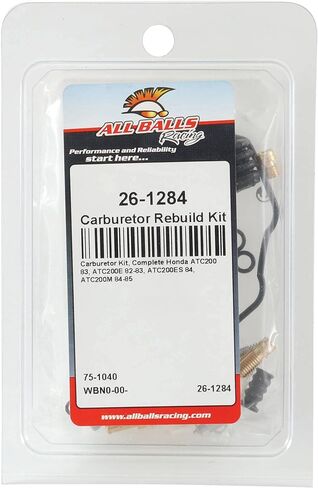 ALL BALLS
Racing
Performance and Reliability
start here...
26-1284
Carburetor Rebuild Kit
Carburetor Kit, Complete Honda ATC200
83, ATC200E 82-83, ATC200ES 84,
ATC200M 84-85
75-1040
WBN0-00-
26-1284
www.allballsracing.com